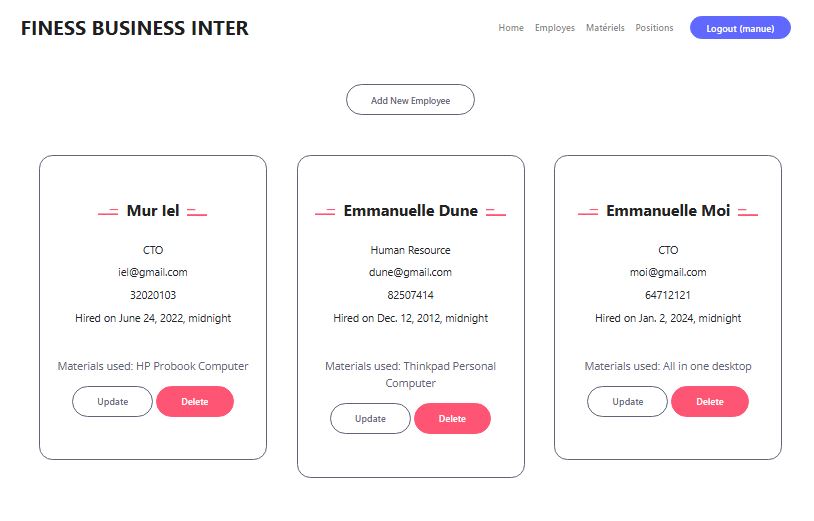 FINESS BUSINESS INTER
Home Employes Matériels Positions Logout (manue)
Add New Employee
Mur Iel
CTO
iel@gmail.com
32020103
Hired on June 24, 2022, midnight
Materials used: HP Probook Computer
Update Delete
Emmanuelle Dune
Human Resource
dune@gmail.com
82507414
Hired on Dec. 12, 2012, midnight
Materials used: Thinkpad Personal
Computer
Update Delete
Emmanuelle Moi
CTO
moi@gmail.com
64712121
Hired on Jan. 2, 2024, midnight
Materials used: All in one desktop
Update Delete